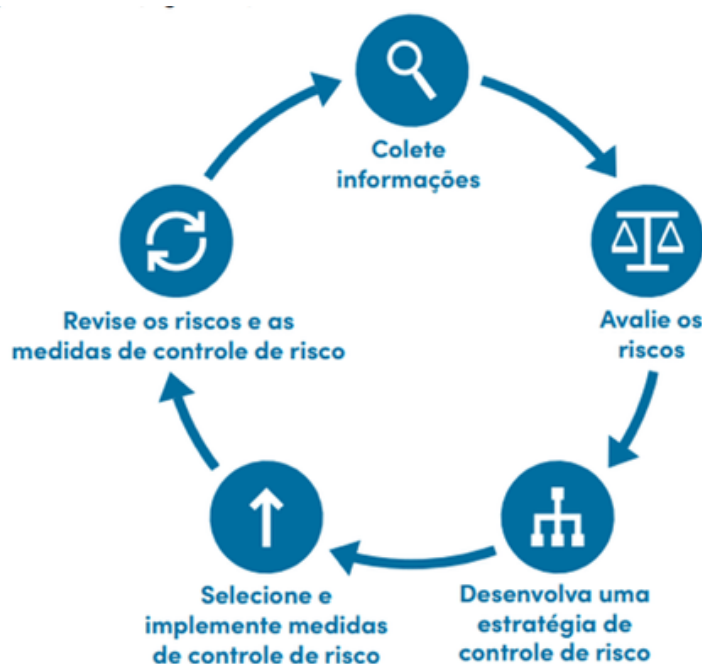 Colete
informações
Avalie os
riscos
Desenvolva uma
estratégia de
controle de risco
Selecione e
implemente medidas
de controle de risco
Revise os riscos e as
medidas de controle de risco